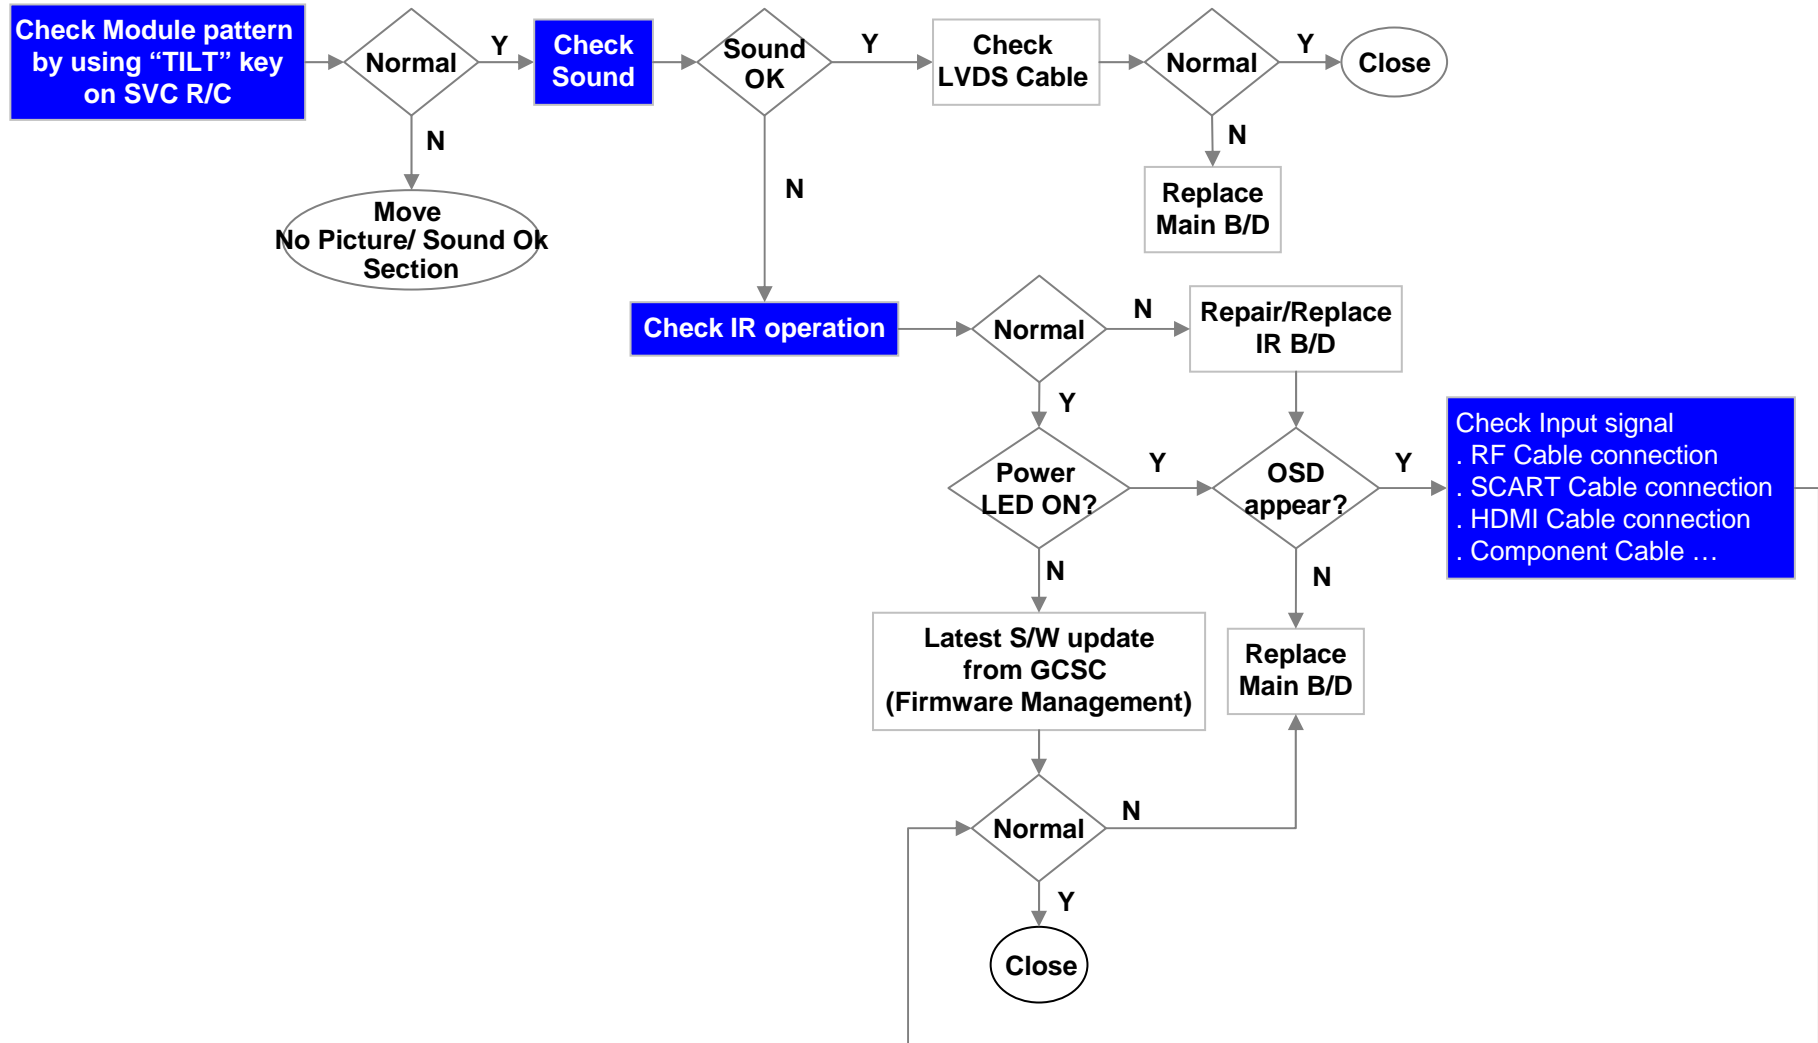 Check Module pattern
by using “TILT” key
on SVC R/C
Normal
Y
N
Check
Sound
Sound
OK
Y
N
Check
LVDS Cable
Normal
Y
N
Close
Move
No Picture/ Sound Ok
Section
Replace
Main B/D
Check IR operation
Normal
N
Y
Repair/Replace
IR B/D
Power
LED ON?
Y
N
OSD
appear?
Y
N
Check Input signal
. RF Cable connection
. SCART Cable connection
. HDMI Cable connection
. Component Cable …
Latest S/W update
from GCSC
(Firmware Management)
Replace
Main B/D
Normal
N
Y
Close